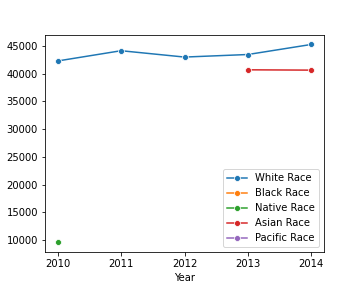 45000
40000
35000
30000
25000
20000
15000
10000
White Race
Black Race
Native Race
Asian Race
Pacific Race
2010 2011 2012 2013 2014
Year